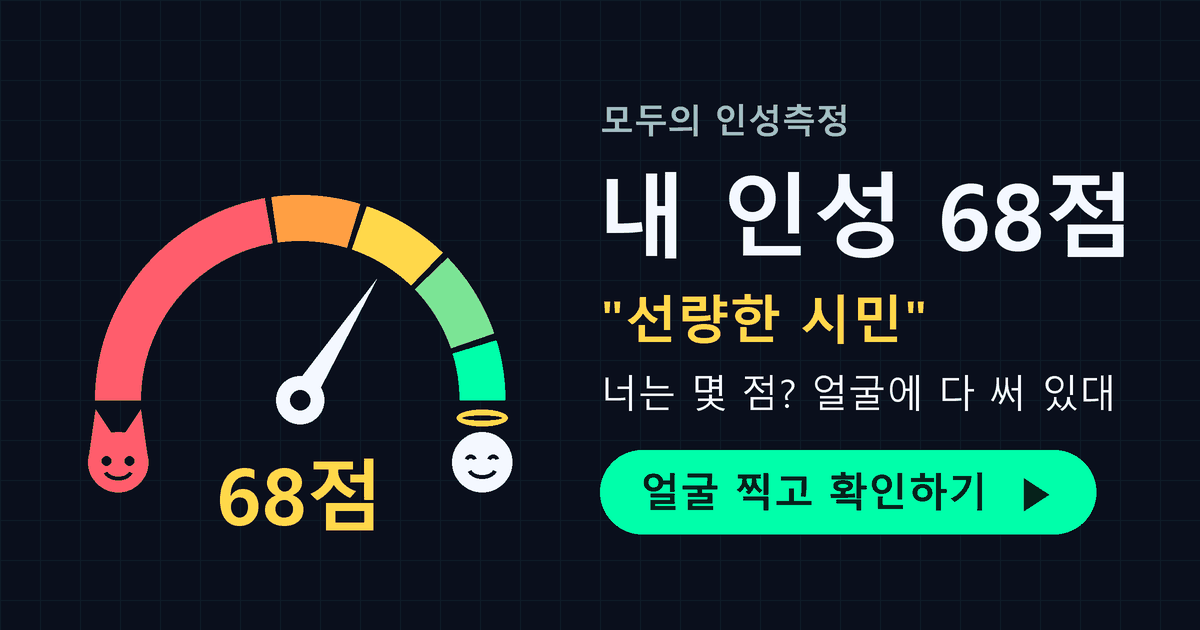 모두의 인성측정
내 인성 68점
"선량한 시민"
너는 몇 점? 얼굴에 다 써 있대
얼굴 찍고 확인하기
68점